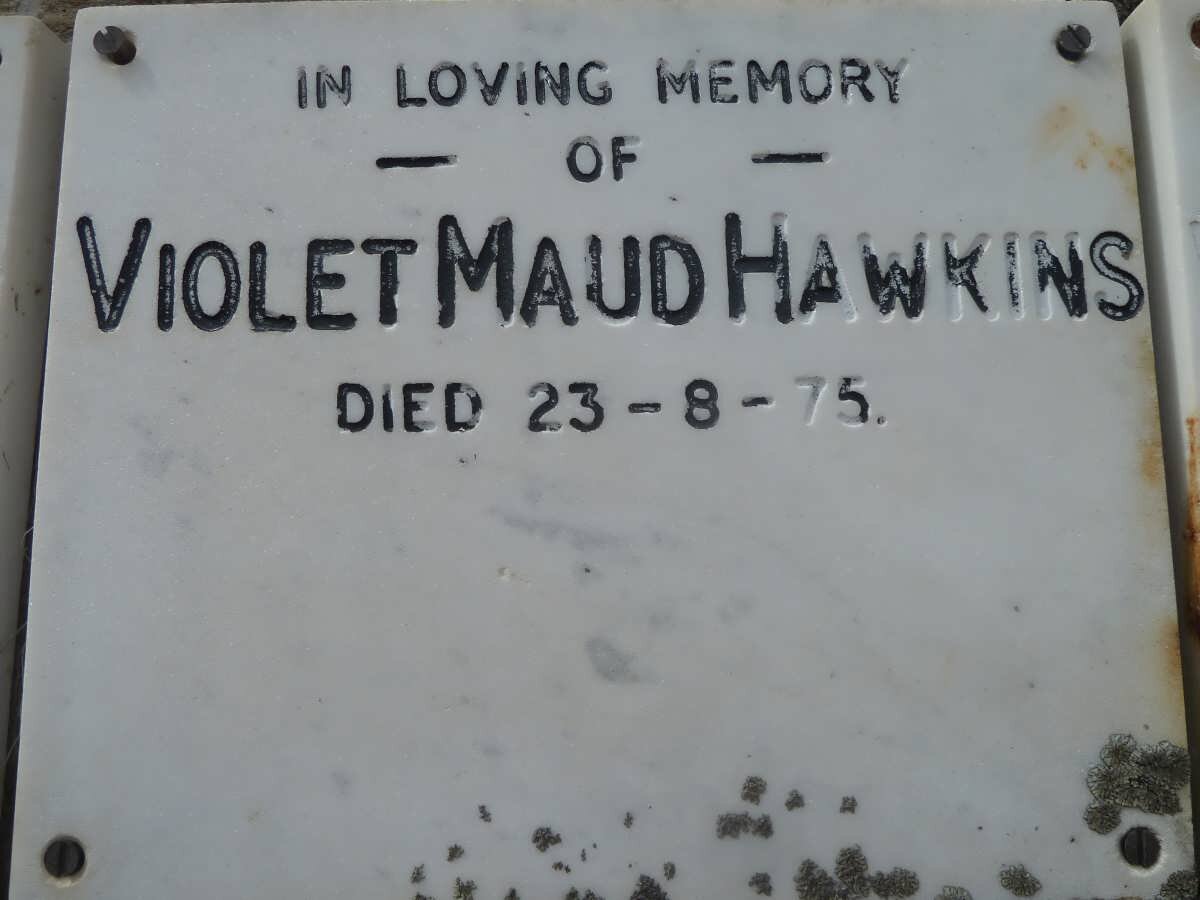 IN LOVING MEMORY
— OF —
VIOLET MAUD HAWKINS
DIED 23-8-75.